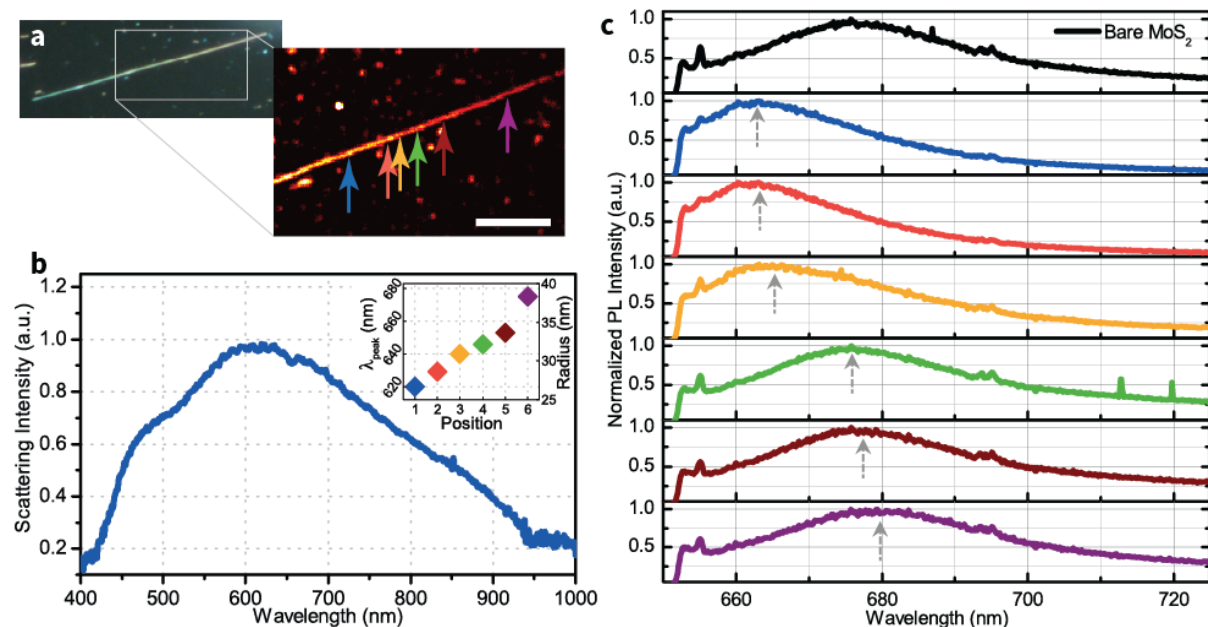 a
b
1.2
1.0
0.8
0.6
0.4
0.2
Scattering Intensity (a.u.)
400 500 600 700 800 900 1000
Wavelength (nm)
680
660
640
620
λpeak (nm)
40
35
30
25
Radius (nm)
1 2 3 4 5 6
Position
c
Bare MoS2
1.0
0.5
1.0
0.5
1.0
0.5
1.0
0.5
1.0
0.5
1.0
0.5
1.0
0.5
Normalized PL Intensity (a.u.)
660 680 700 720
Wavelength (nm)